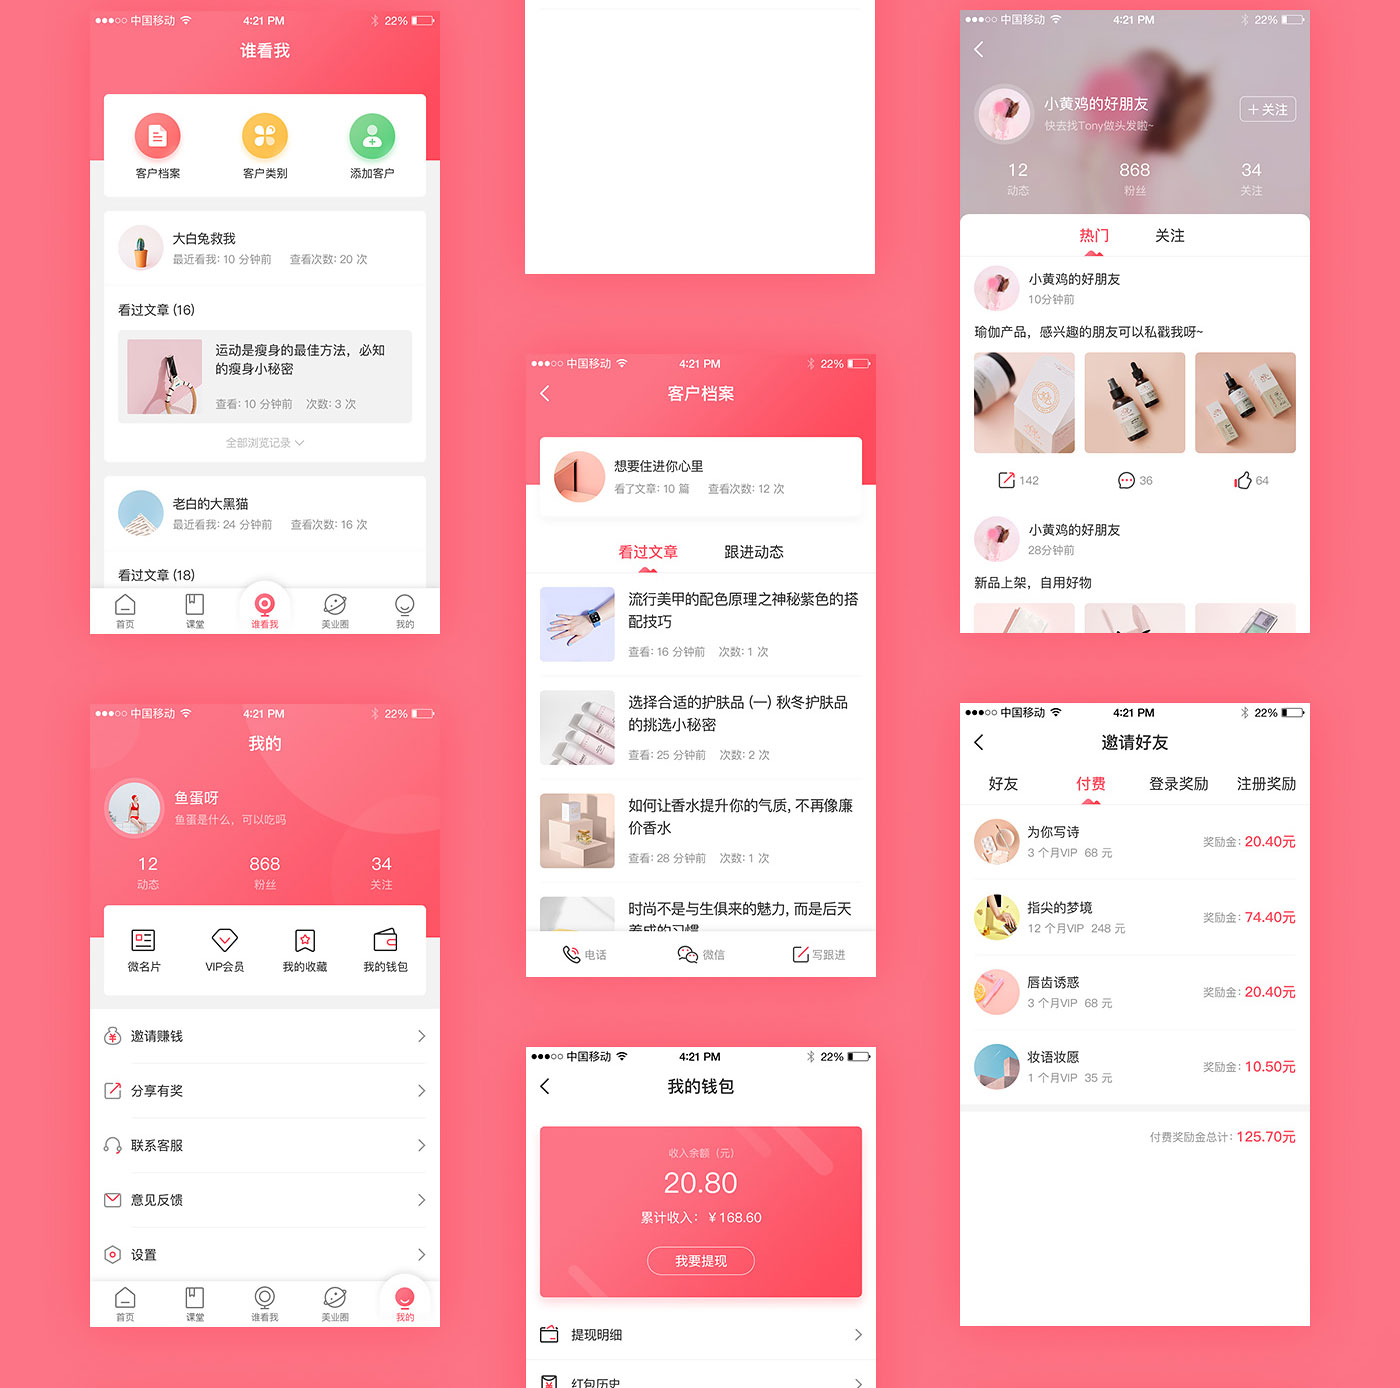 中国移动 4:21 PM 22%
谁看我
客户档案 客户类别 添加客户
大白兔救我
最近看我: 10 分钟前 查看次数: 20 次
看过文章 (16)
运动是瘦身的最佳方法，必知
的瘦身小秘密
查看: 10 分钟前 次数: 3 次
全部浏览记录
老白的大黑猫
最近看我: 24 分钟前 查看次数: 16 次
看过文章 (18)
首页 课堂 谁看我 美业圈 我的
中国移动 4:21 PM 22%
我的
鱼蛋呀
鱼蛋是什么，可以吃吗
12 868 34
动态 粉丝 关注
微名片 VIP会员 我的收藏 我的钱包
邀请赚钱
分享有奖
联系客服
意见反馈
设置
首页 课堂 谁看我 美业圈 我的
中国移动 4:21 PM 22%
客户档案
想要住进你心里
看了文章: 10 篇 查看次数: 12 次
看过文章 跟进动态
流行美甲的配色原理之神秘紫色的搭
配技巧
查看: 16 分钟前 次数: 1 次
选择合适的护肤品 (一) 秋冬护肤品
的挑选小秘密
查看: 25 分钟前 次数: 2 次
如何让香水提升你的气质, 不再像廉
价香水
查看: 28 分钟前 次数: 1 次
时尚不是与生俱来的魅力, 而是后天
养成的习惯
电话 微信 写跟进
中国移动 4:21 PM 22%
我的钱包
收入余额（元）
20.80
累计收入：￥168.60
我要提现
提现明细
红包历史
中国移动 4:21 PM 22%
小黄鸡的好朋友
快去找Tony做头发啦~
+关注
12 868 34
动态 粉丝 关注
热门 关注
小黄鸡的好朋友
10分钟前
瑜伽产品，感兴趣的朋友可以私戳我呀~
142 36 64
小黄鸡的好朋友
28分钟前
新品上架，自用好物
中国移动 4:21 PM 22%
邀请好友
好友 付费 登录奖励 注册奖励
为你写诗
3 个月VIP 68 元
奖励金: 20.40元
指尖的梦境
12 个月VIP 248 元
奖励金: 74.40元
唇齿诱惑
3 个月VIP 68 元
奖励金: 20.40元
妆语妆愿
1 个月VIP 35 元
奖励金: 10.50元
付费奖励金总计: 125.70元